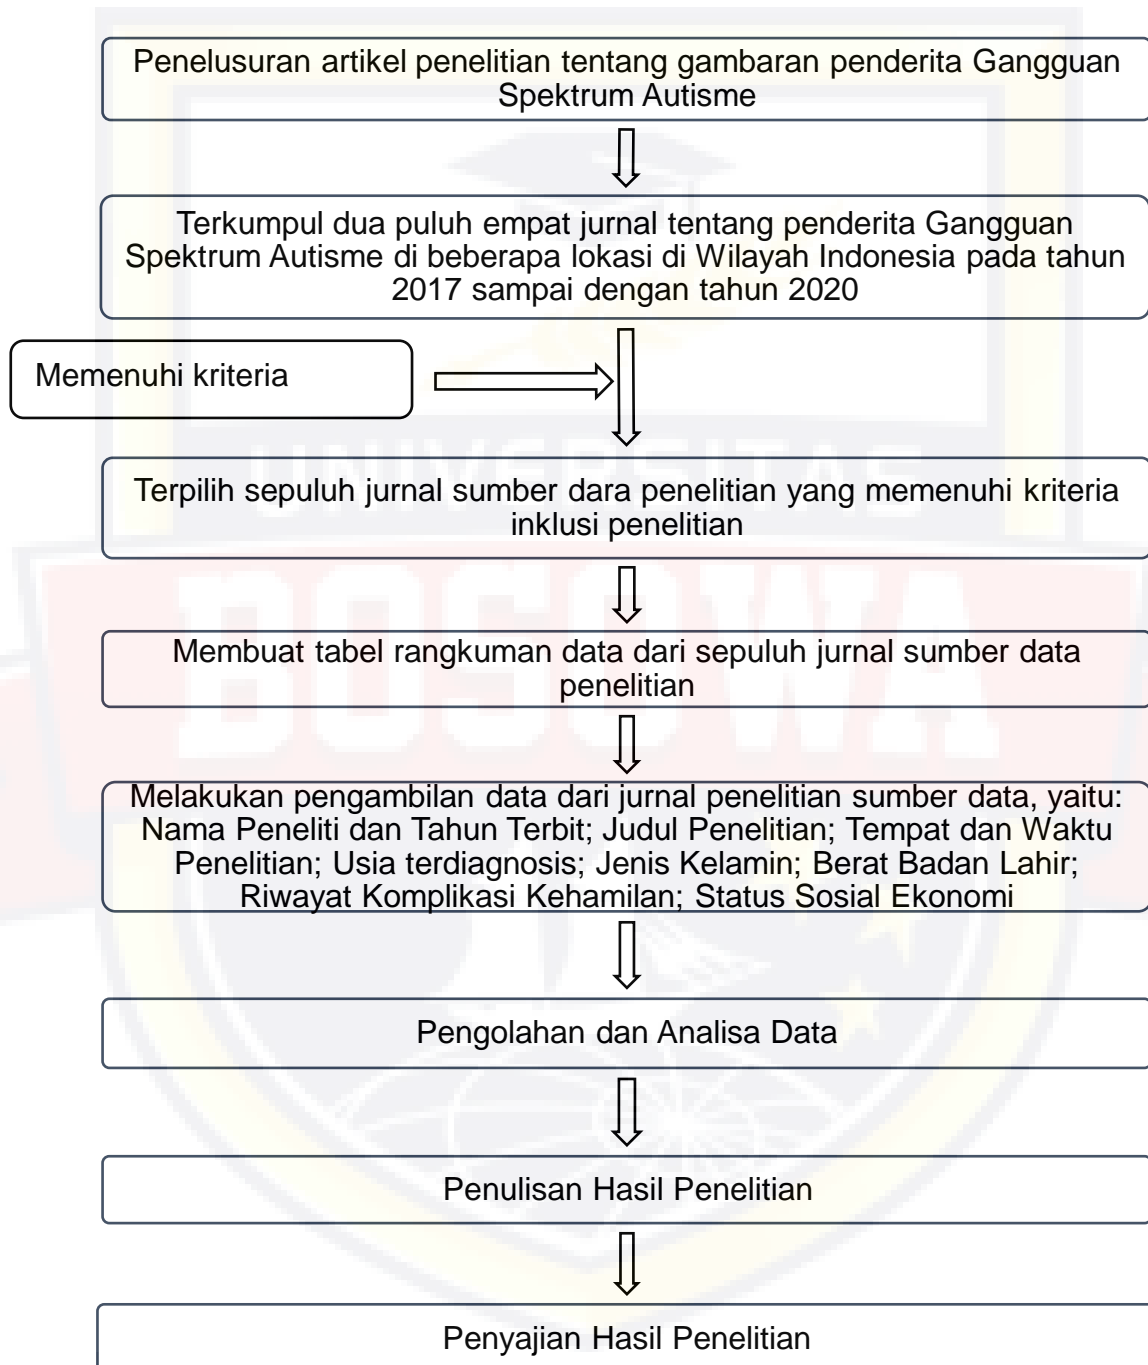 Penelusuran artikel penelitian tentang gambaran penderita Gangguan
Spektrum Autisme
Terkumpul dua puluh empat jurnal tentang penderita Gangguan
Spektrum Autisme di beberapa lokasi di Wilayah Indonesia pada tahun
2017 sampai dengan tahun 2020
Memenuhi kriteria
UNIVERSITAS
Terpilih sepuluh jurnal sumber dara penelitian yang memenuhi kriteria
inklusi penelitian
BOSOWA
Membuat tabel rangkuman data dari sepuluh jurnal sumber data
penelitian
Melakukan pengambilan data dari jurnal penelitian sumber data, yaitu:
Nama Peneliti dan Tahun Terbit; Judul Penelitian; Tempat dan Waktu
Penelitian; Usia terdiagnosis; Jenis Kelamin; Berat Badan Lahir;
Riwayat Komplikasi Kehamilan; Status Sosial Ekonomi
Pengolahan dan Analisa Data
Penulisan Hasil Penelitian
Penyajian Hasil Penelitian